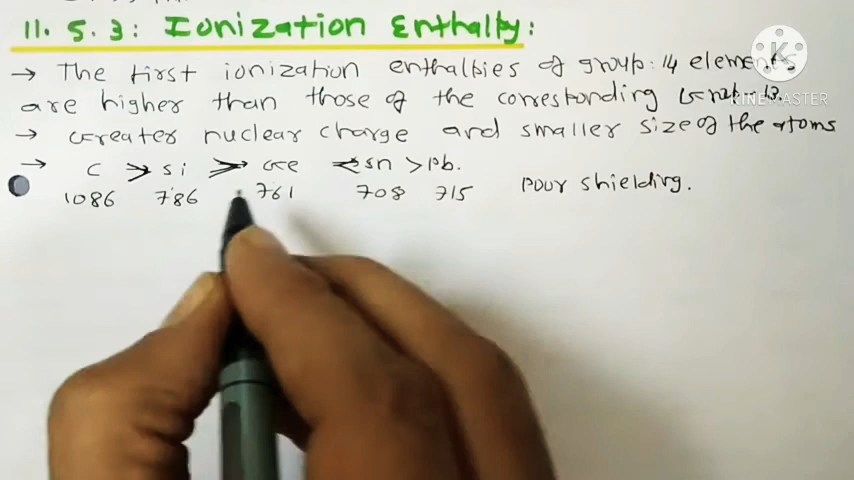 11. 5.3: Ionization Enthalpy:
→ The first ionization enthalpies of group: 14 elements
are higher than those of the corresponding Group - 13.
KINEMASTER
→ Greater nuclear charge and smaller size of the atoms
→ C > Si > Ge < Sn > Pb.
1086 786 761 708 715 Poor shielding.